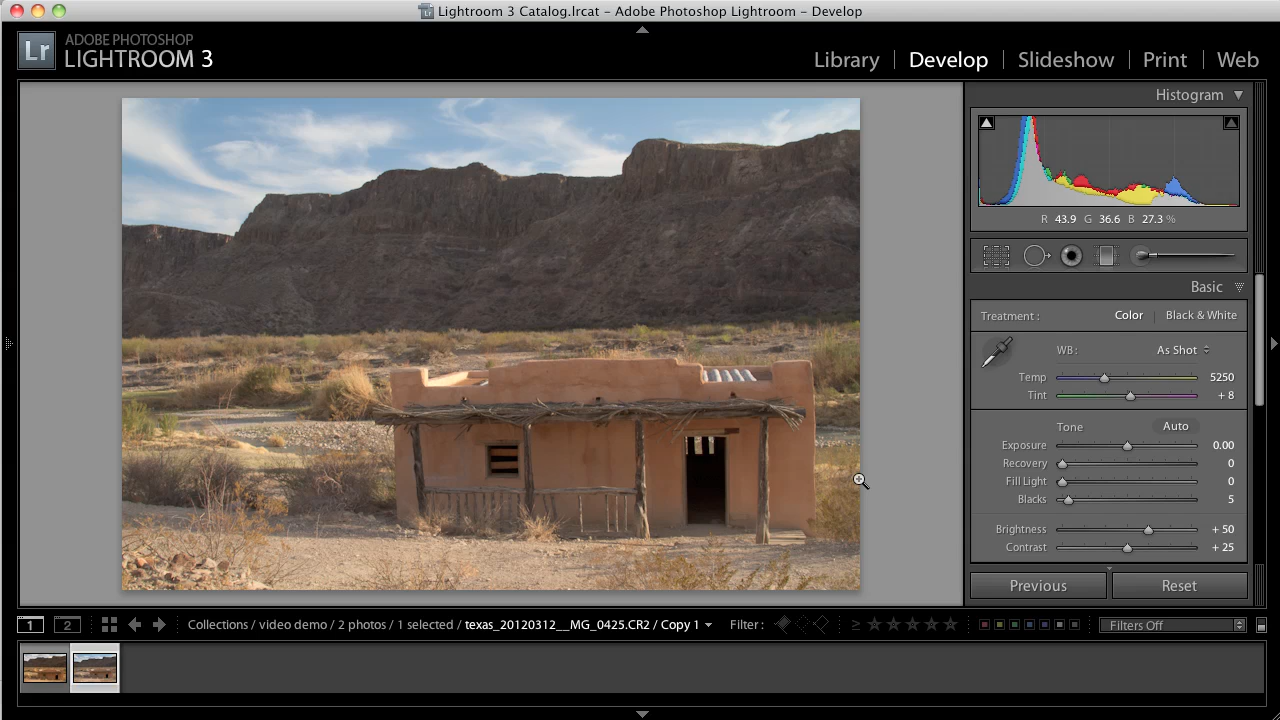 Lightroom 3 Catalog.lrcat – Adobe Photoshop Lightroom – Develop
Lr
ADOBE PHOTOSHOP
LIGHTROOM 3
Library | Develop | Slideshow | Print | Web
Histogram
R 43.9 G 36.6 B 27.3 %
Basic
Treatment : Color | Black & White
WB: As Shot
Temp 5250
Tint + 8
Tone Auto
Exposure 0.00
Recovery 0
Fill Light 0
Blacks 5
Brightness + 50
Contrast + 25
Previous Reset
1 2 Collections / video demo / 2 photos / 1 selected / texas_20120312__MG_0425.CR2 / Copy 1 Filter : ≥ Filters Off